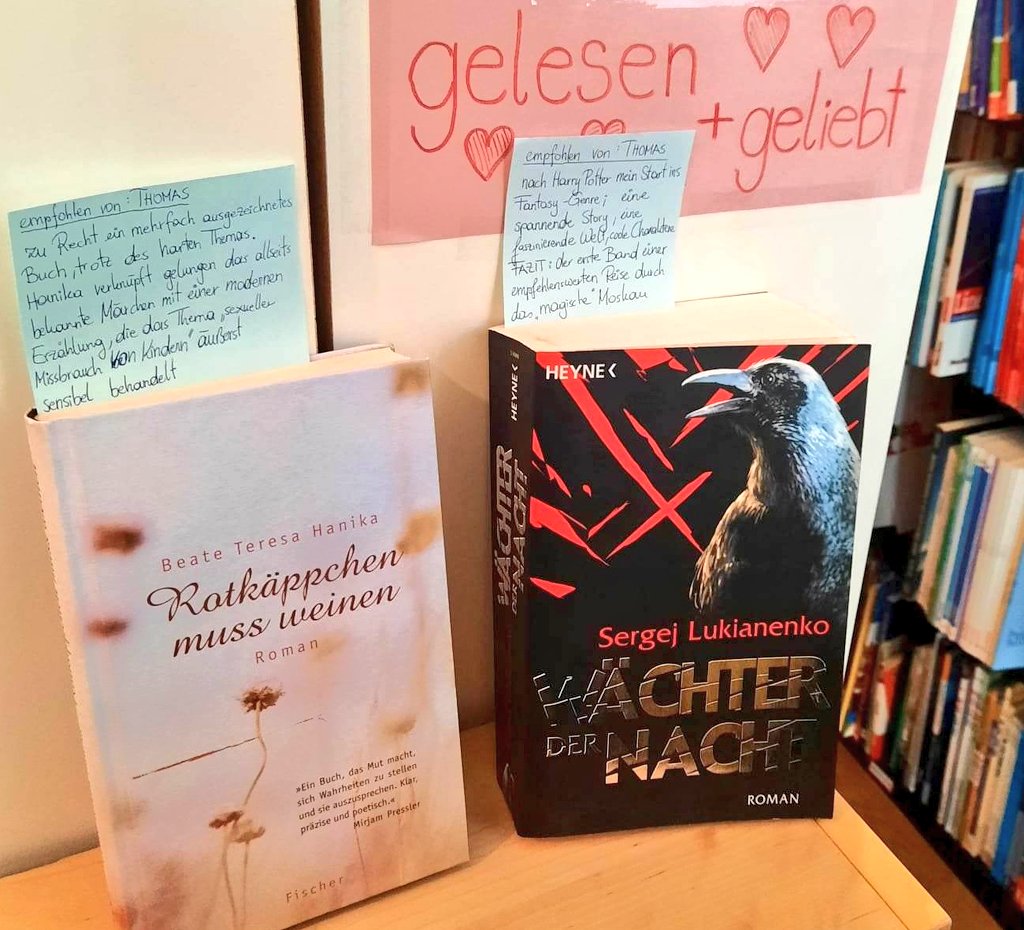 gelesen
+ geliebt
empfohlen von: THOMAS
zu Recht ein mehrfach ausgezeichnetes
Buch, trotz des harten Themas.
Hanika verknüpft gelungen das allseits
bekannte Märchen mit einer modernen
Erzählung, die das Thema „sexueller
Missbrauch von Kindern" äußerst
sensibel behandelt
empfohlen von: THOMAS
nach Harry Potter mein Start ins
Fantasy-Genre; eine
spannende Story, eine
faszinierende Welt, coole Charaktere
FAZIT: der erste Band einer
empfehlenswerten Reise durch
das „magische" Moskau
Beate Teresa Hanika
Rotkäppchen
muss weinen
Roman
»Ein Buch, das Mut macht,
sich Wahrheiten zu stellen
und sie auszusprechen. Klar,
präzise und poetisch.«
Mirjam Pressler
Fischer
HEYNE
WÄCHTER
DER NACHT
HEYNE
Sergej Lukianenko
WÄCHTER
DER NACHT
ROMAN